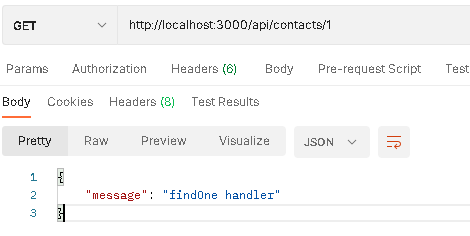 GET http://localhost:3000/api/contacts/1
Params Authorization Headers (6) Body Pre-request Script Test
Body Cookies Headers (8) Test Results
Pretty Raw Preview Visualize JSON
1 {
2 "message": "findOne handler"
3 }